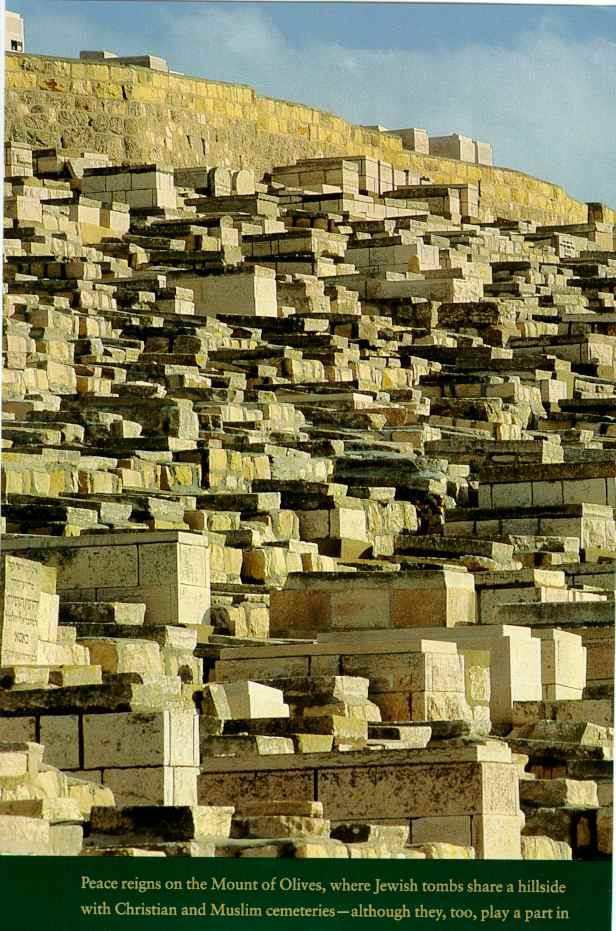 Peace reigns on the Mount of Olives, where Jewish tombs share a hillside
with Christian and Muslim cemeteries—although they, too, play a part in